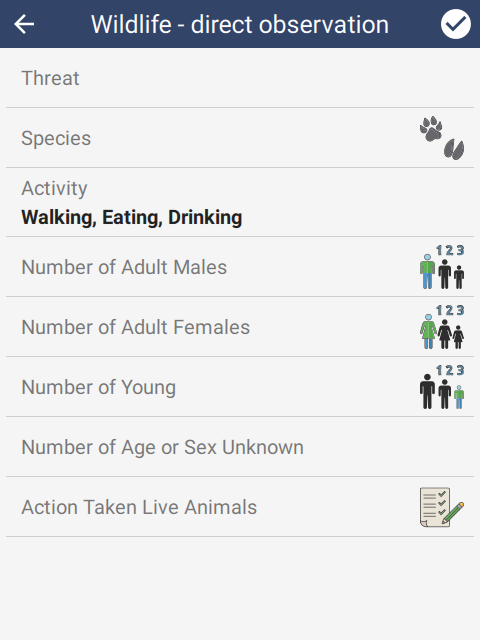 Wildlife - direct observation
Threat
Species
Activity
Walking, Eating, Drinking
Number of Adult Males
1 2 3
Number of Adult Females
1 2 3
Number of Young
1 2 3
Number of Age or Sex Unknown
Action Taken Live Animals